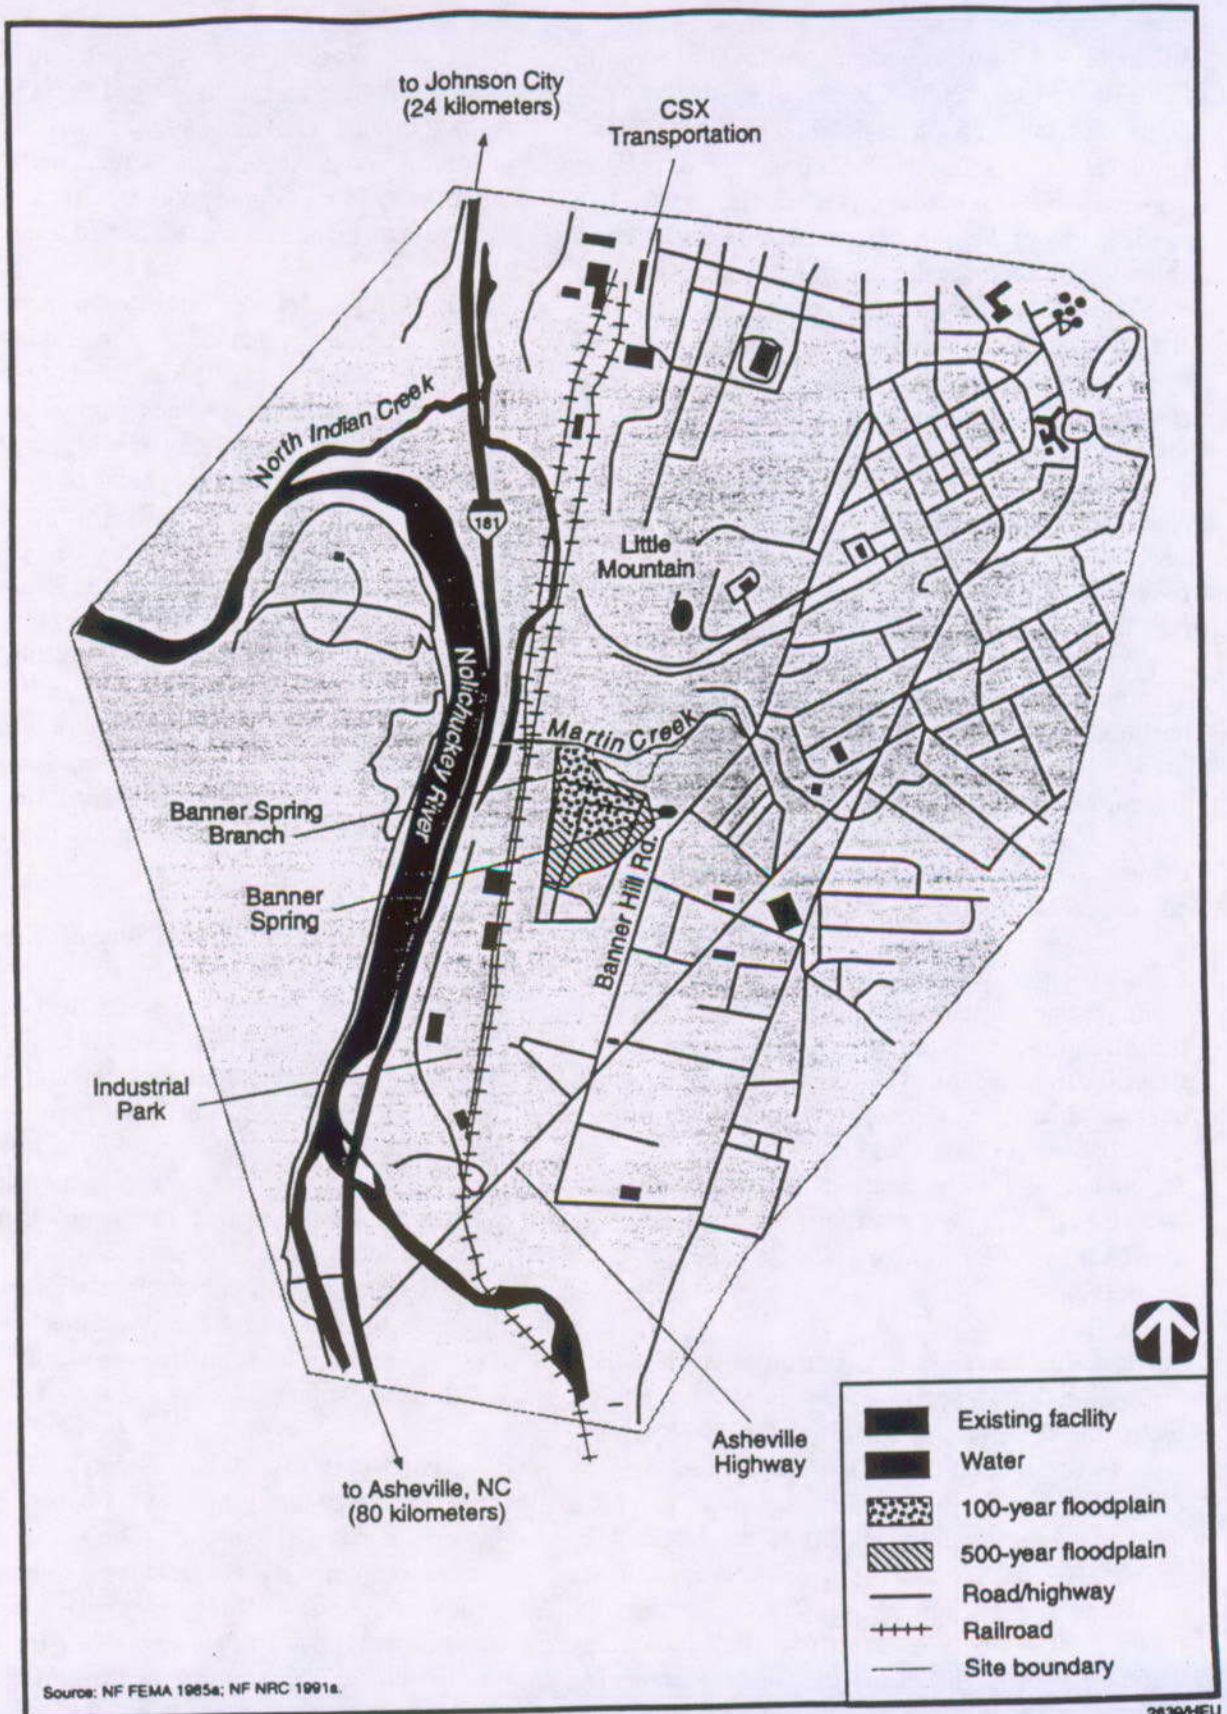 to Johnson City
(24 kilometers)
CSX
Transportation
North Indian Creek
181
Little
Mountain
Nolichuckey River
Martin Creek
Banner Spring
Branch
Banner
Spring
Banner Hill Rd.
Industrial
Park
Asheville
Highway
to Asheville, NC
(80 kilometers)
Existing facility
Water
100-year floodplain
500-year floodplain
Road/highway
Railroad
Site boundary
Source: NF FEMA 1985a; NF NRC 1991a.
2639/HEU